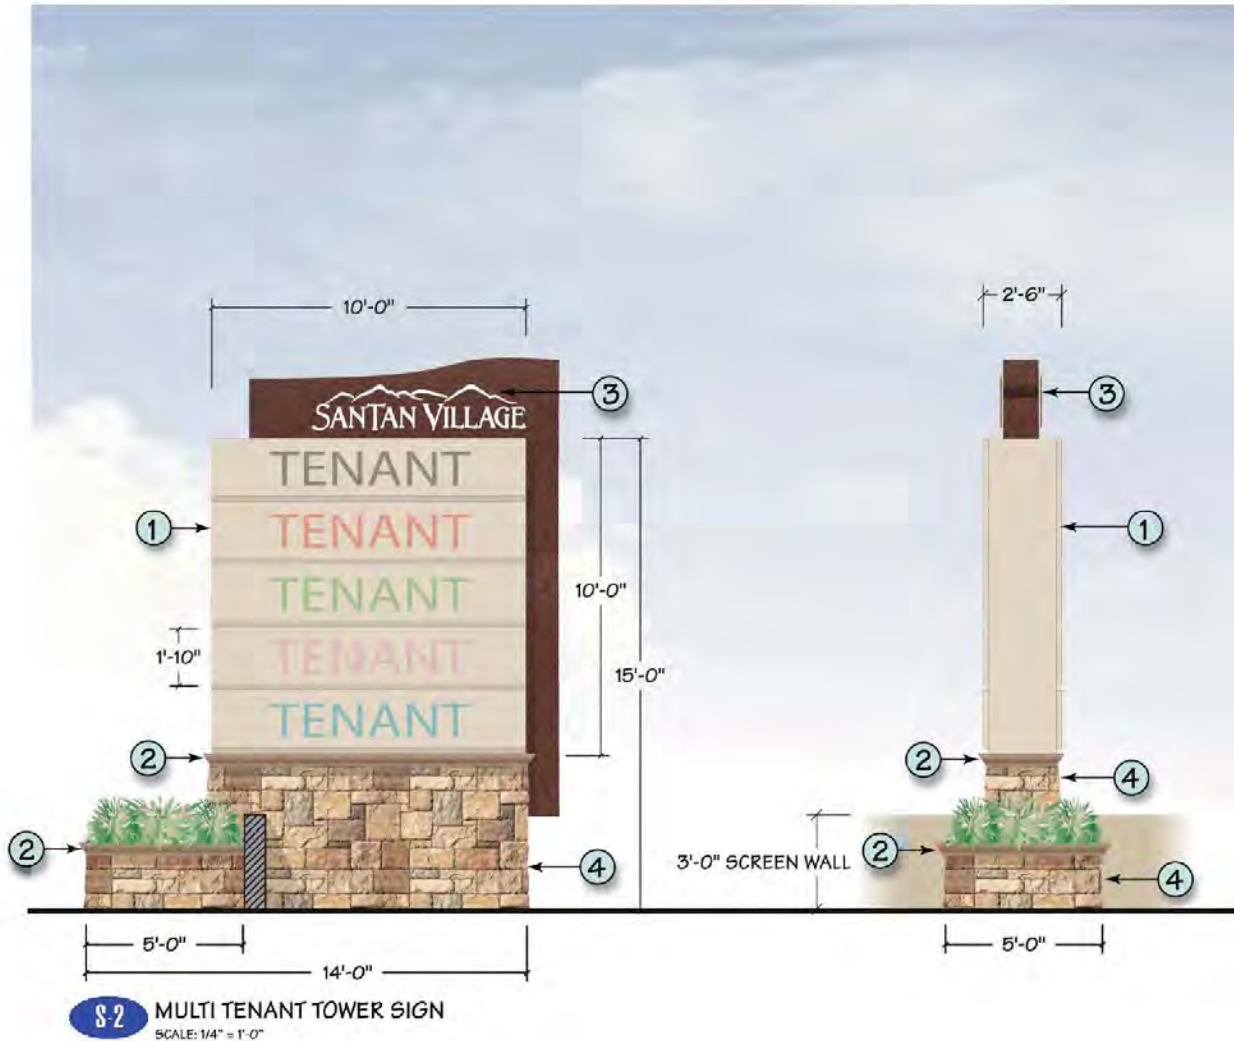 10'-0"
2'-6"
3
3
SANTAN VILLAGE
TENANT
1
TENANT
1
TENANT
10'-0"
TENANT
1'-10"
15'-0"
TENANT
2
2
4
2
3'-0" SCREEN WALL
2
4
4
5'-0"
5'-0"
14'-0"
S-2 MULTI TENANT TOWER SIGN
SCALE: 1/4" = 1'-0"